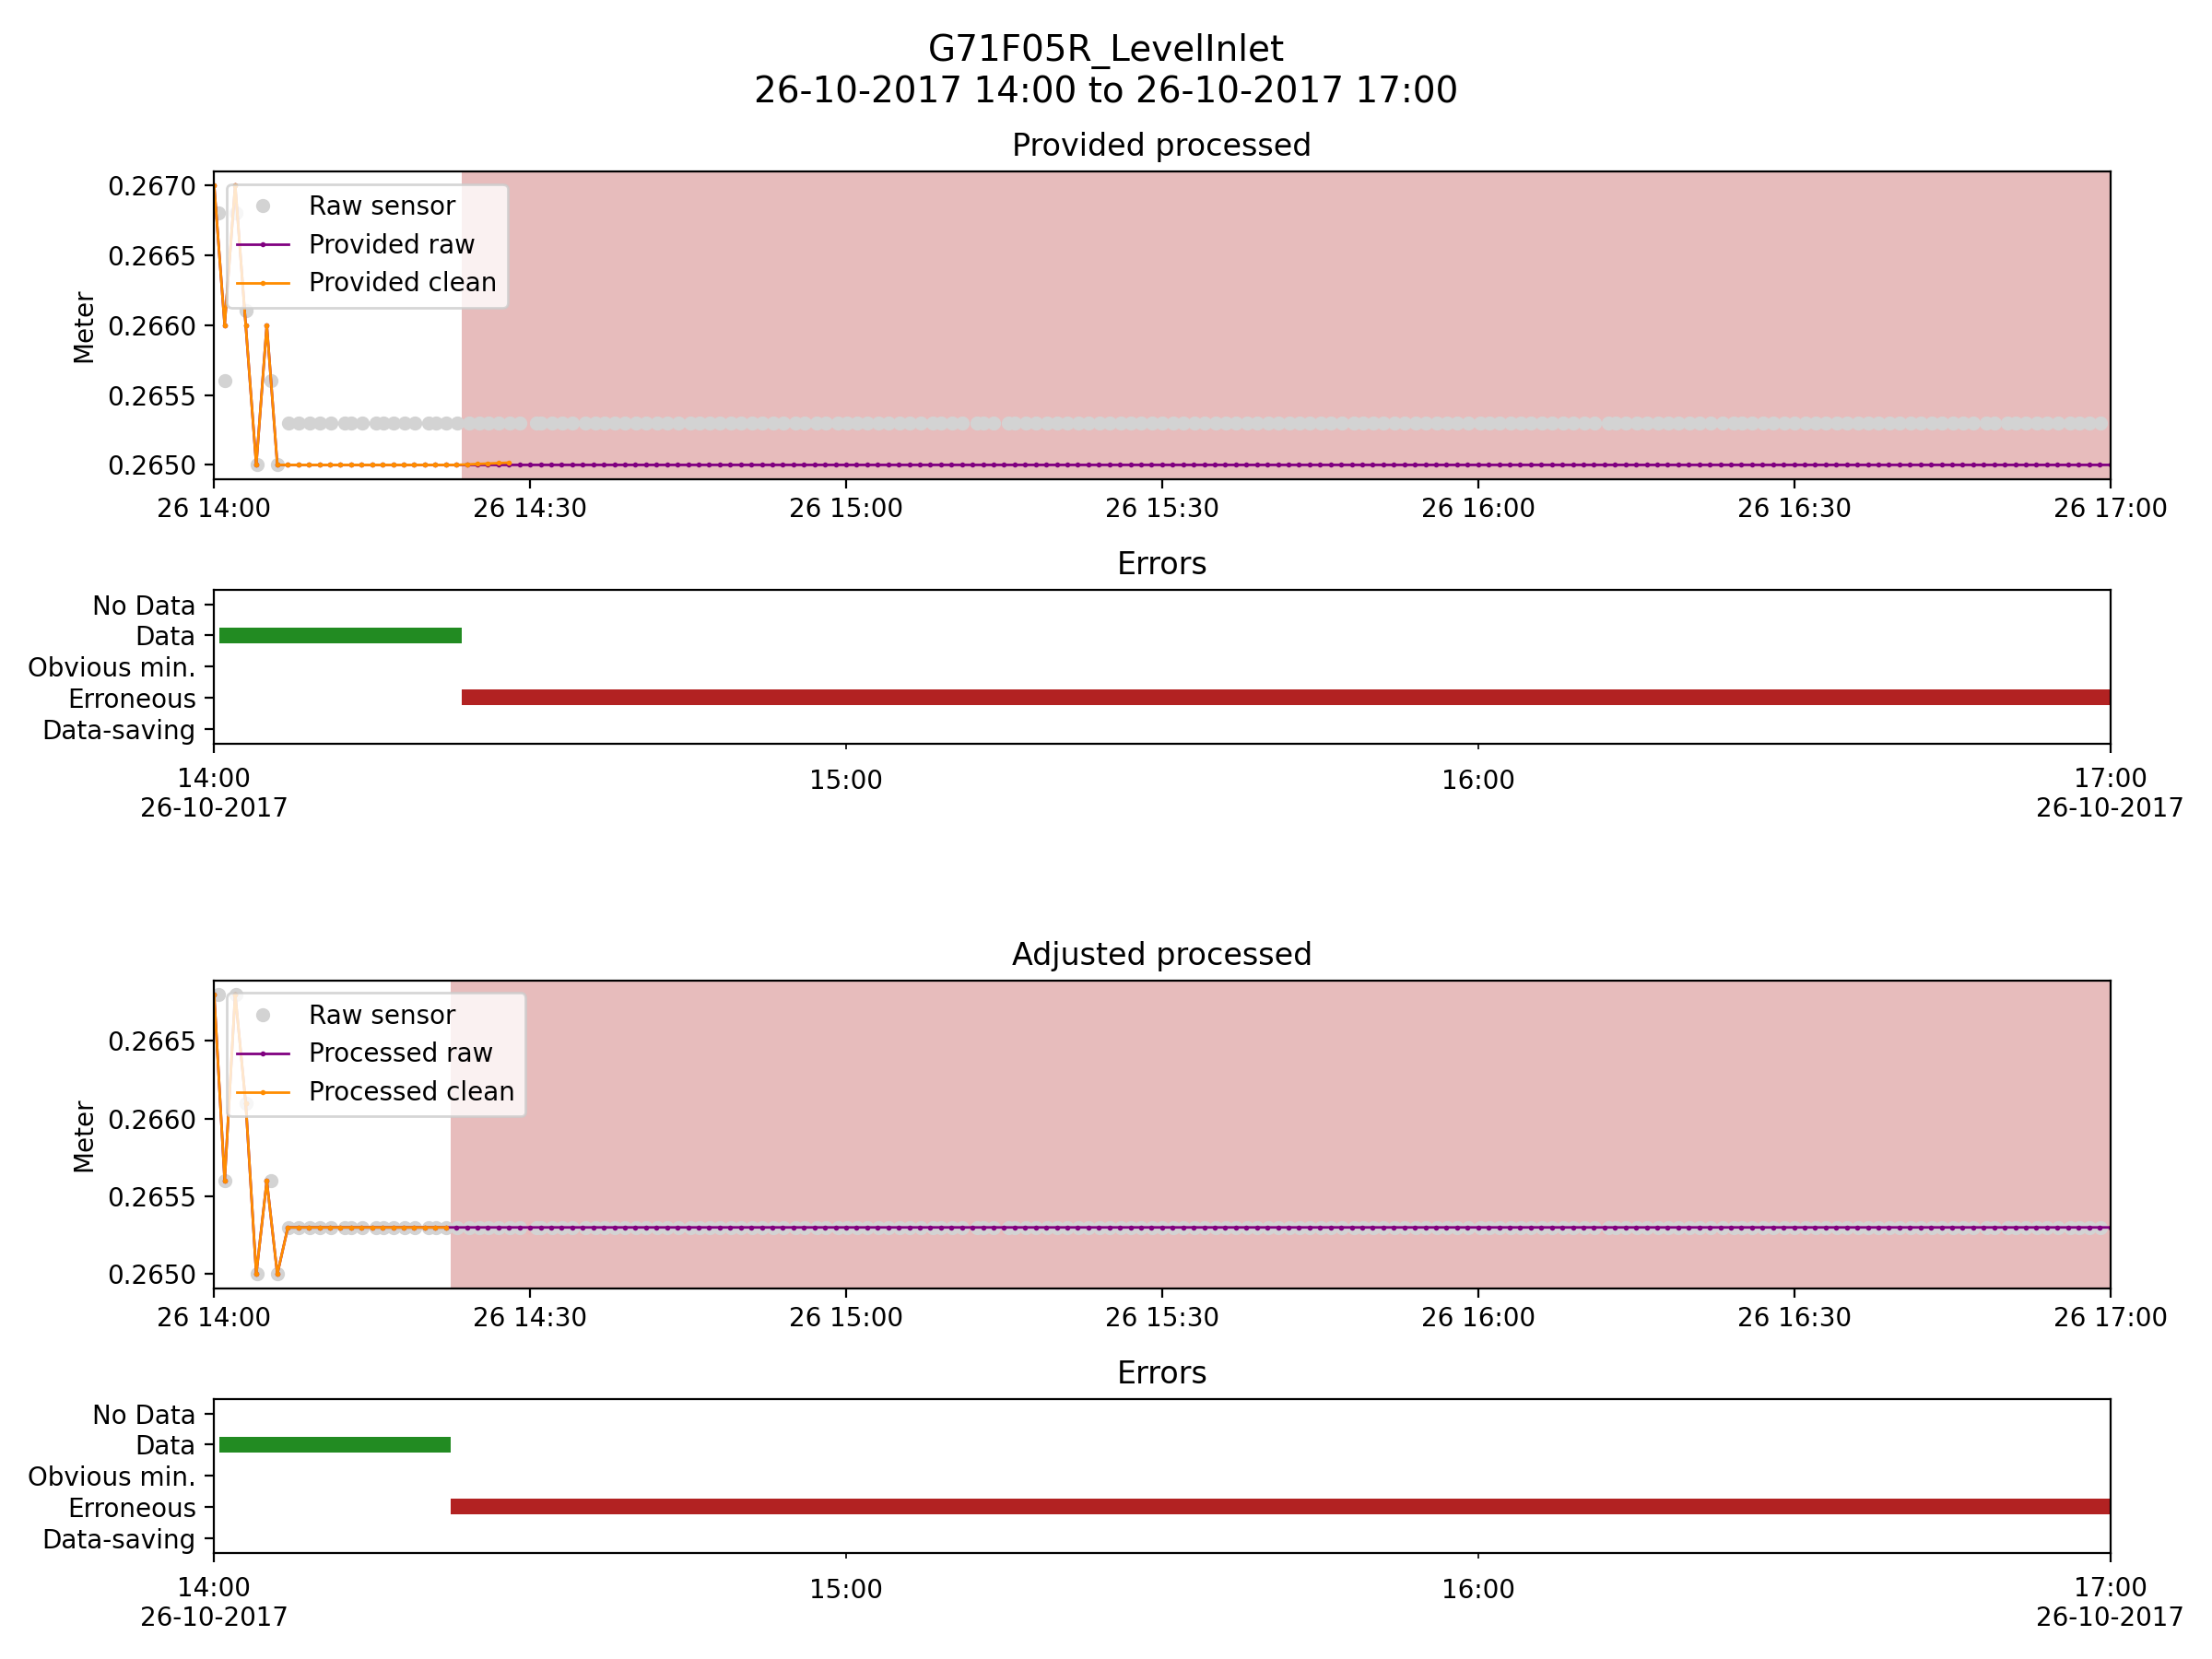 G71F05R_LevelInlet
26-10-2017 14:00 to 26-10-2017 17:00
Provided processed
0.2670
0.2665
0.2660
0.2655
0.2650
Meter
Raw sensor
Provided raw
Provided clean
26 14:00 26 14:30 26 15:00 26 15:30 26 16:00 26 16:30 26 17:00
Errors
No Data
Data
Obvious min.
Erroneous
Data-saving
14:00 15:00 16:00 17:00
26-10-2017 26-10-2017
Adjusted processed
0.2665
0.2660
0.2655
0.2650
Meter
Raw sensor
Processed raw
Processed clean
26 14:00 26 14:30 26 15:00 26 15:30 26 16:00 26 16:30 26 17:00
Errors
No Data
Data
Obvious min.
Erroneous
Data-saving
14:00 15:00 16:00 17:00
26-10-2017 26-10-2017